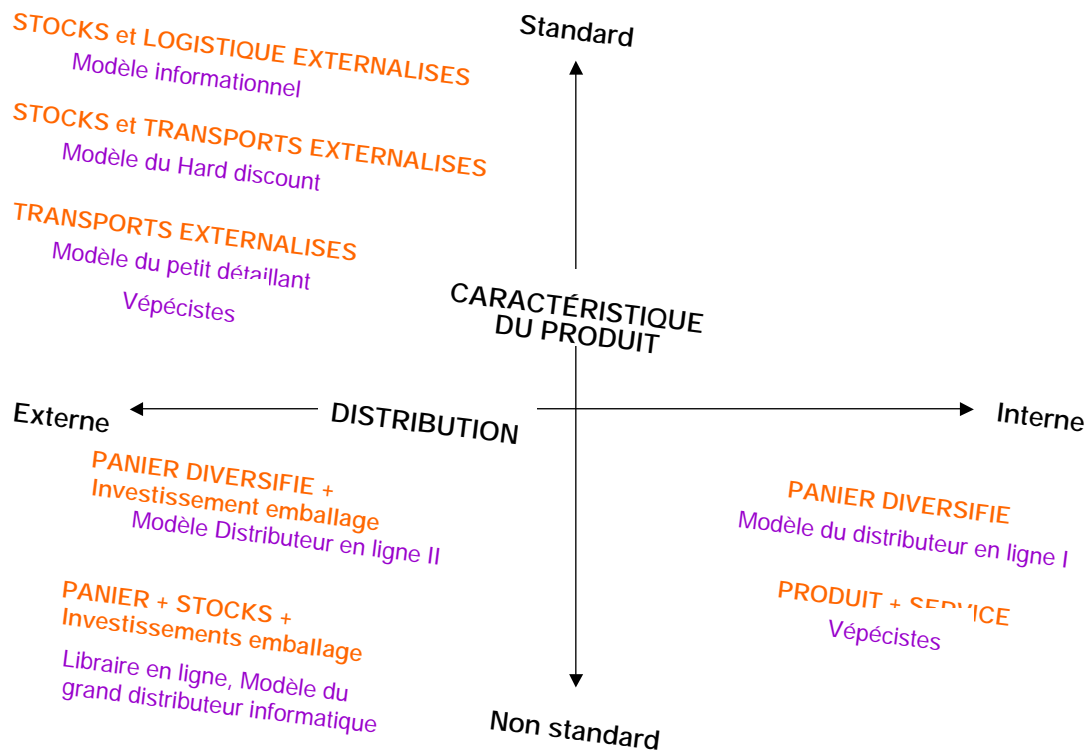 STOCKS et LOGISTIQUE EXTERNALISES
Modèle informationnel
STOCKS et TRANSPORTS EXTERNALISES
Modèle du Hard discount
TRANSPORTS EXTERNALISES
Modèle du petit détaillant
Vépécistes
Standard
CARACTÉRISTIQUE
DU PRODUIT
Externe
DISTRIBUTION
Interne
PANIER DIVERSIFIE +
Investissement emballage
Modèle Distributeur en ligne II
PANIER + STOCKS +
Investissements emballage
Libraire en ligne, Modèle du
grand distributeur informatique
PANIER DIVERSIFIE
Modèle du distributeur en ligne I
PRODUIT + SERVICE
Vépécistes
Non standard